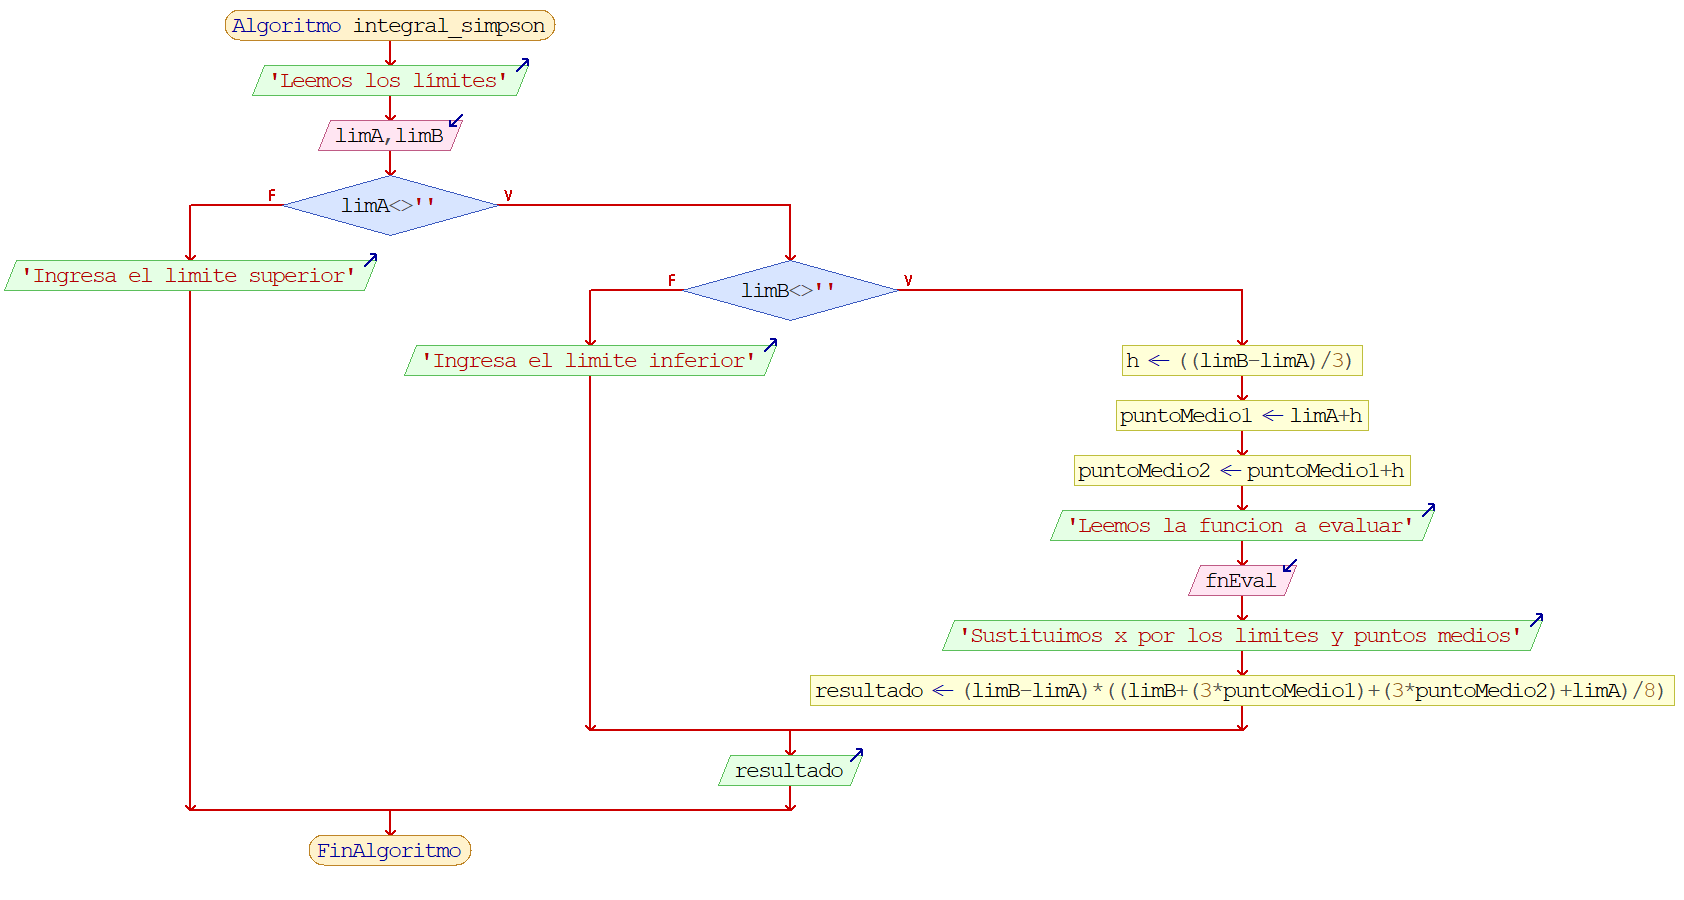 Algoritmo integral_simpson
'Leemos los límites'
limA,limB
limA<>''
F
V
'Ingresa el limite superior'
limB<>''
F
V
'Ingresa el limite inferior'
h ← ((limB-limA)/3)
puntoMedio1 ← limA+h
puntoMedio2 ← puntoMedio1+h
'Leemos la funcion a evaluar'
fnEval
'Sustituimos x por los limites y puntos medios'
resultado ← (limB-limA)*((limB+(3*puntoMedio1)+(3*puntoMedio2)+limA)/8)
resultado
FinAlgoritmo